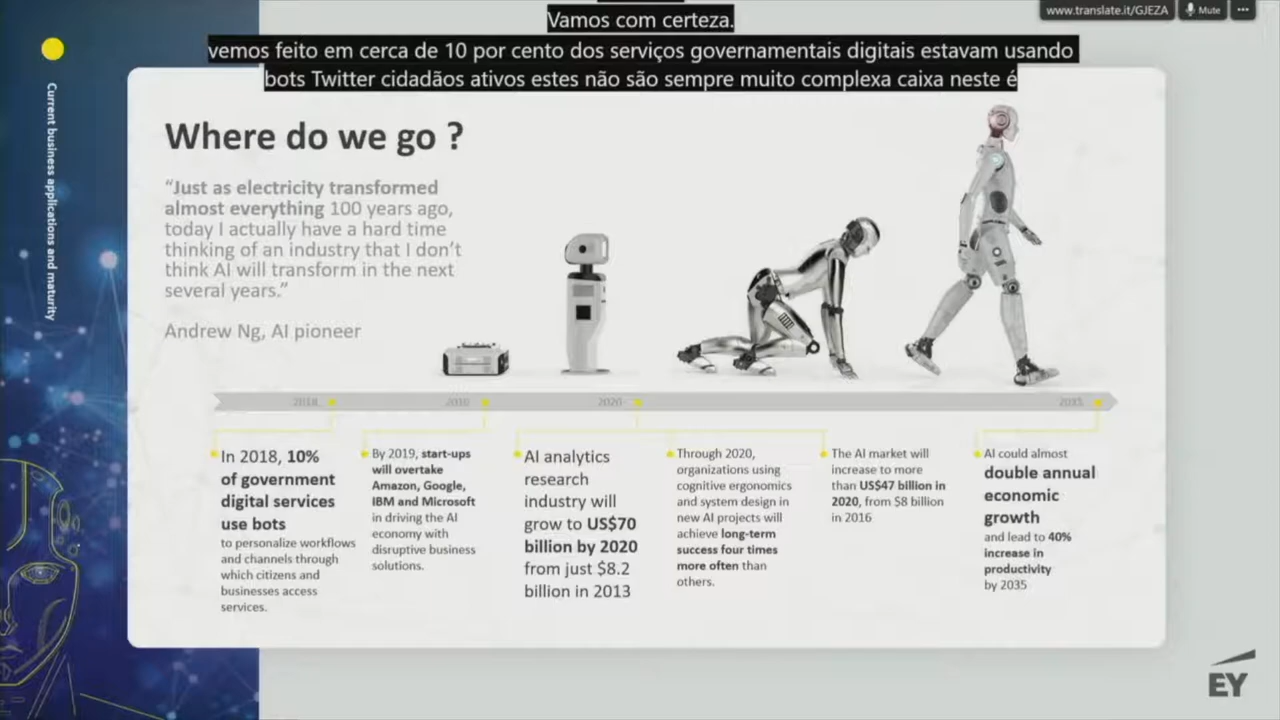 Vamos com certeza.
vemos feito em cerca de 10 por cento dos serviços governamentais digitais estavam usando
bots Twitter cidadãos ativos estes não são sempre muito complexa caixa neste é
www.translate.it/GJEZA
Mute
Current business applications and maturity
Where do we go ?
“Just as electricity transformed
almost everything 100 years ago,
today I actually have a hard time
thinking of an industry that I don’t
think AI will transform in the next
several years.”
Andrew Ng, AI pioneer
2018
2019
2020
2035
In 2018, 10%
of government
digital services
use bots
to personalize workflows
and channels through
which citizens and
businesses access
services.
By 2019, start-ups
will overtake
Amazon, Google,
IBM and Microsoft
in driving the AI
economy with
disruptive business
solutions.
AI analytics
research
industry will
grow to US$70
billion by 2020
from just $8.2
billion in 2013
Through 2020,
organizations using
cognitive ergonomics
and system design in
new AI projects will
achieve long-term
success four times
more often than
others.
The AI market will
increase to more
than US$47 billion in
2020, from $8 billion
in 2016
AI could almost
double annual
economic
growth
and lead to 40%
increase in
productivity
by 2035
EY